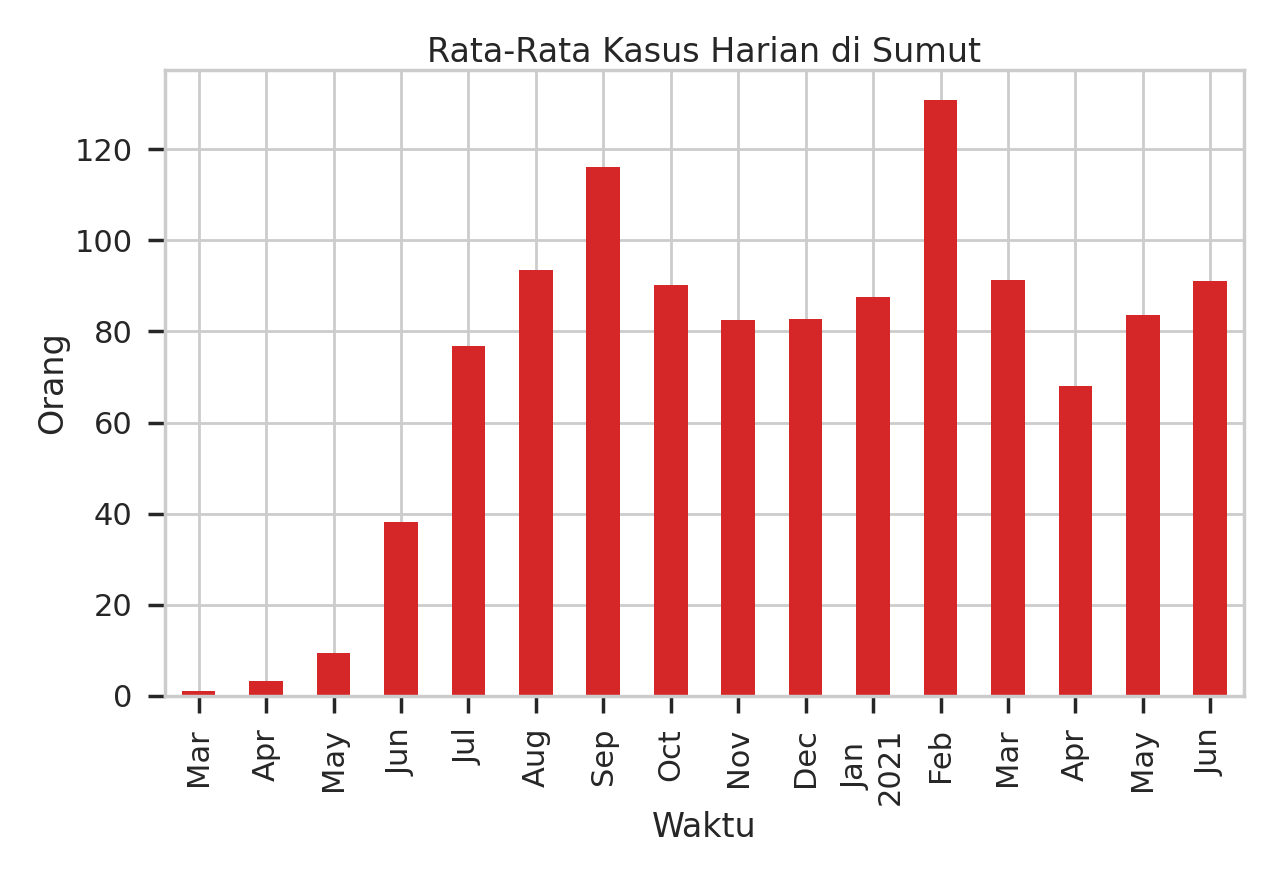 Rata-Rata Kasus Harian di Sumut
Orang
120
100
80
60
40
20
0
Mar
Apr
May
Jun
Jul
Aug
Sep
Oct
Nov
Dec
Jan
2021
Feb
Mar
Apr
May
Jun
Waktu